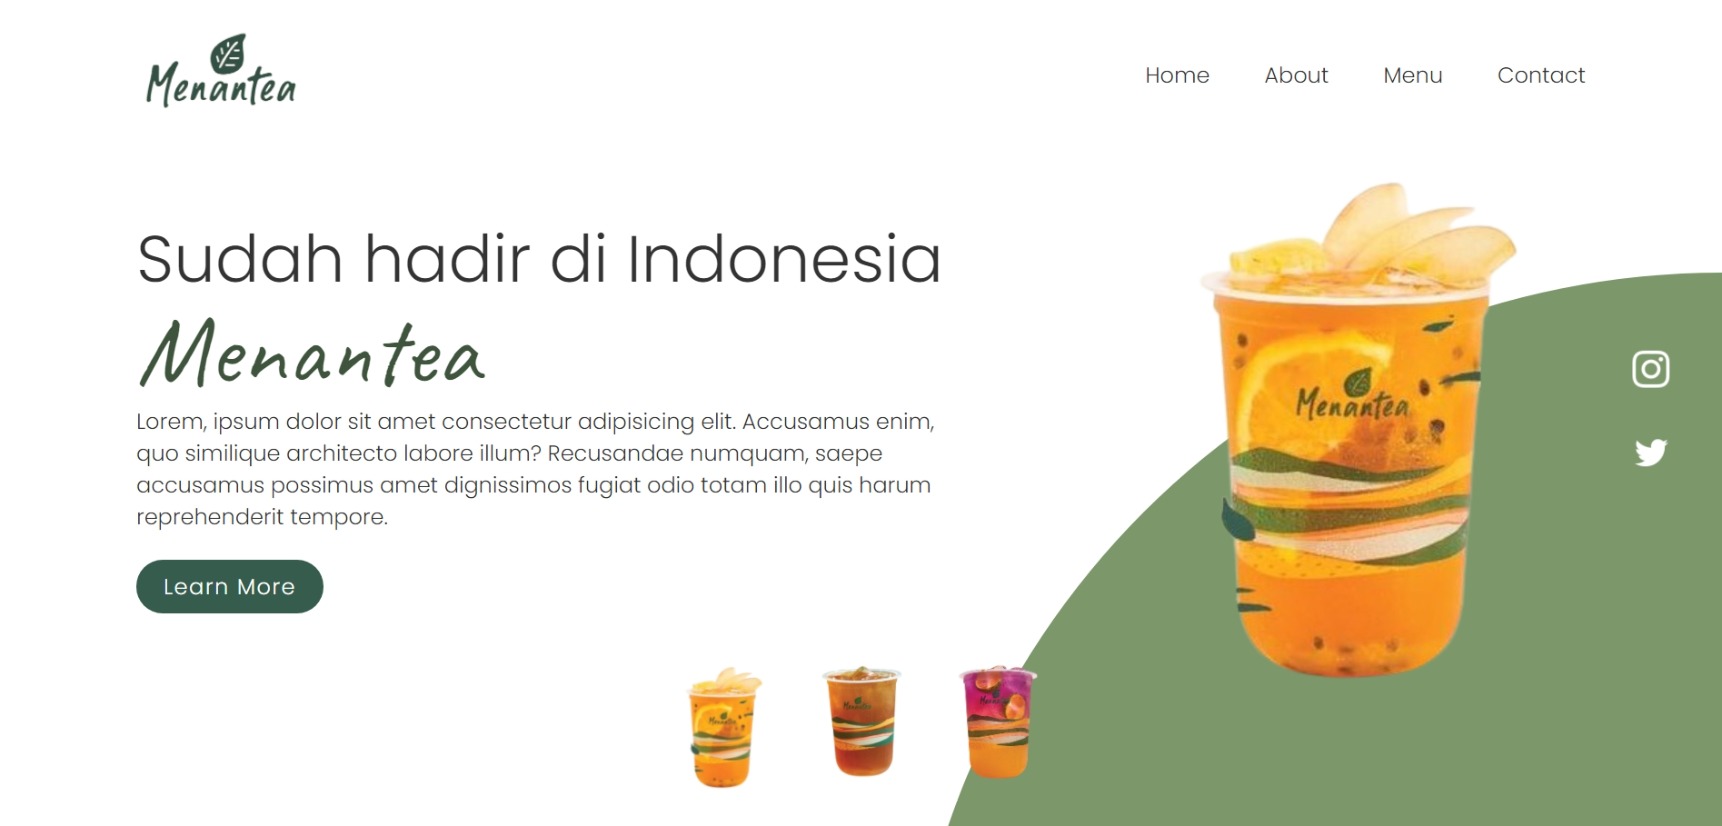 Menantea
Home About Menu Contact
Sudah hadir di Indonesia
Menantea
Lorem, ipsum dolor sit amet consectetur adipisicing elit. Accusamus enim,
quo similique architecto labore illum? Recusandae numquam, saepe
accusamus possimus amet dignissimos fugiat odio totam illo quis harum
reprehenderit tempore.
Learn More
Menantea
Menantea
Menantea